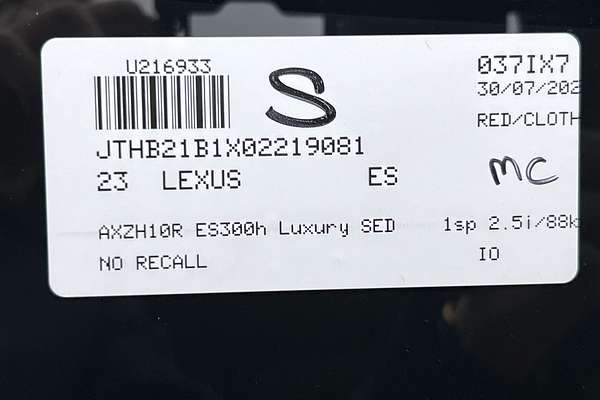 U216933
S
037IX7
30/07/202
JTHB21B1X02219081
RED/CLOTH
23 LEXUS ES
MC
AXZH10R ES300h Luxury SED 1sp 2.5i/88k
NO RECALL IO